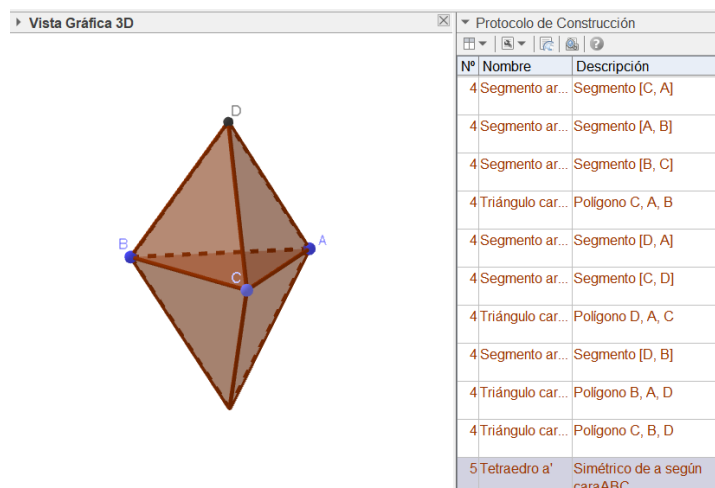 Vista Gráfica 3D
Protocolo de Construcción
Nº Nombre Descripción
4 Segmento ar... Segmento [C, A]
4 Segmento ar... Segmento [A, B]
4 Segmento ar... Segmento [B, C]
4 Triángulo car... Polígono C, A, B
4 Segmento ar... Segmento [D, A]
4 Segmento ar... Segmento [C, D]
4 Triángulo car... Polígono D, A, C
4 Segmento ar... Segmento [D, B]
4 Triángulo car... Polígono B, A, D
4 Triángulo car... Polígono C, B, D
5 Tetraedro a' Simétrico de a según
caraABC
D
B
A
C